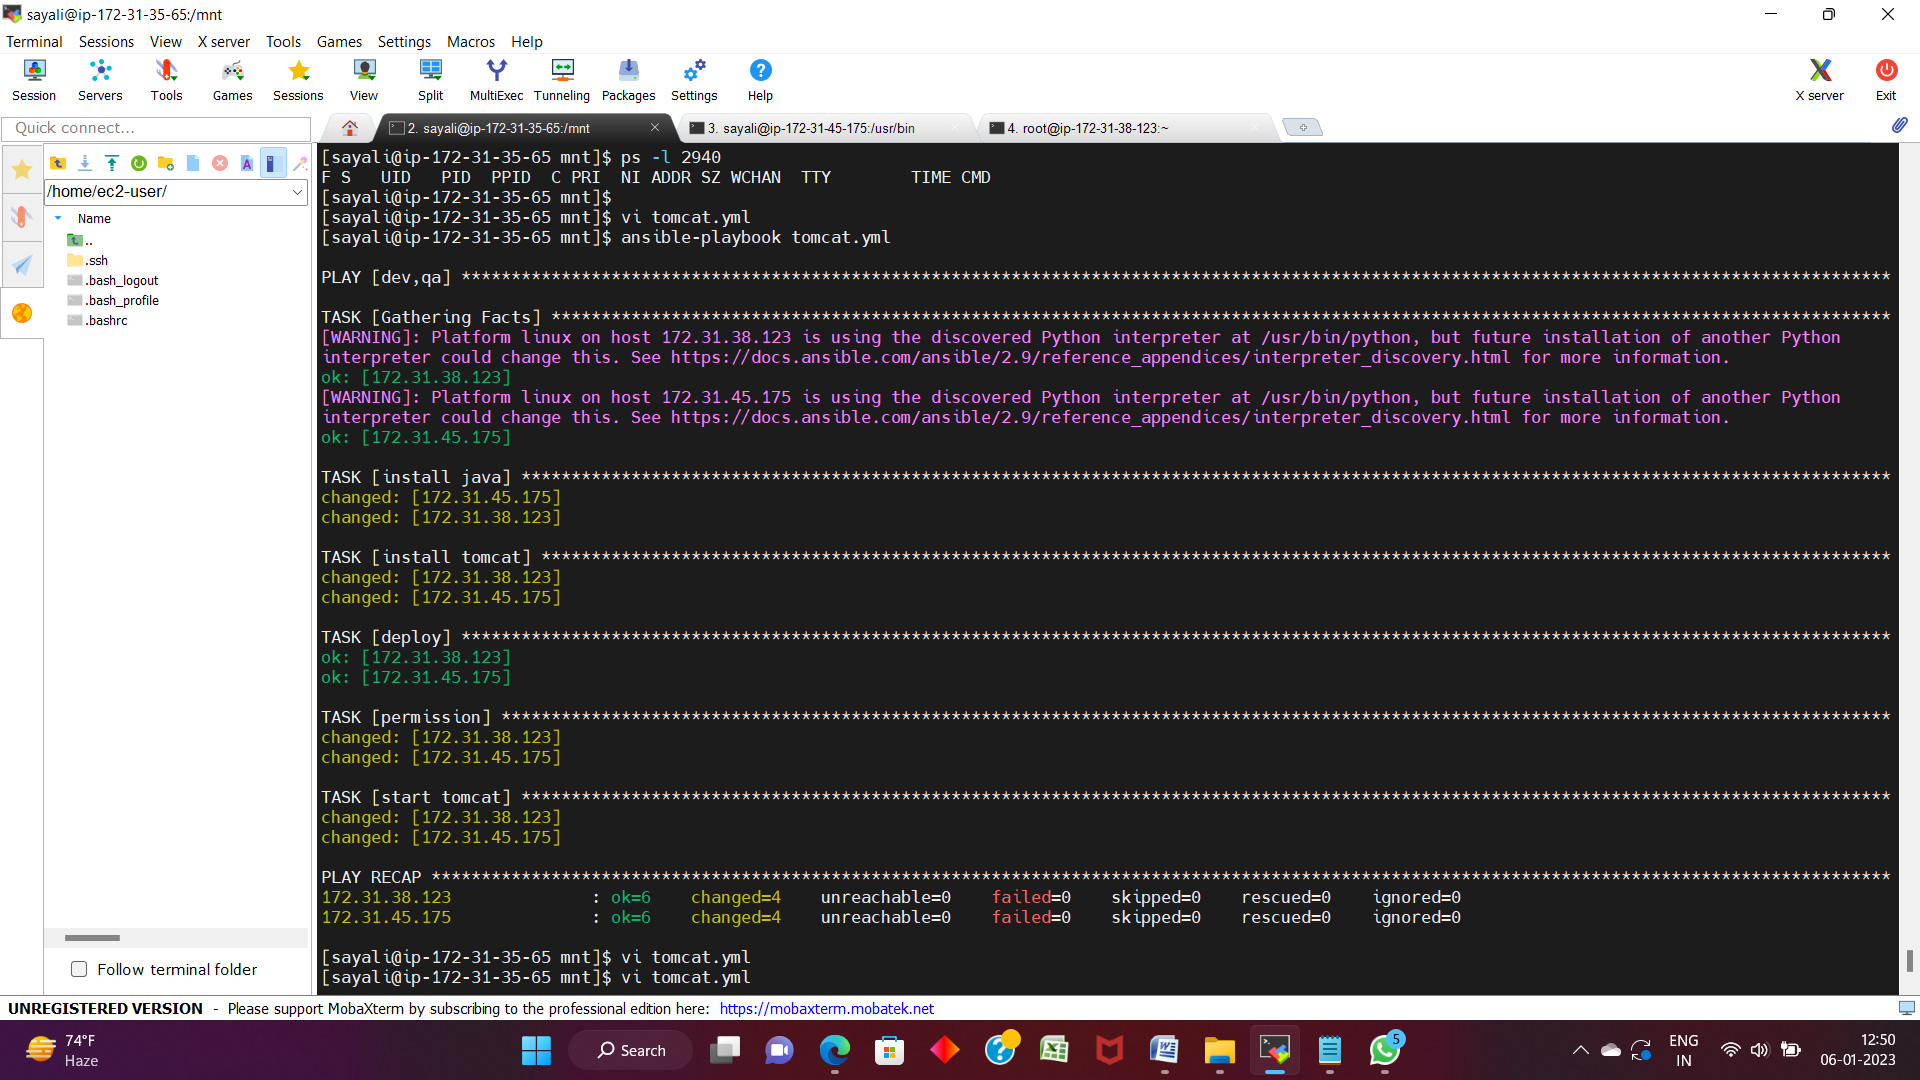 sayali@ip-172-31-35-65:/mnt
Terminal Sessions View X server Tools Games Settings Macros Help
Session Servers Tools Games Sessions View Split MultiExec Tunneling Packages Settings Help X server Exit
Quick connect...
2. sayali@ip-172-31-35-65:/mnt
3. sayali@ip-172-31-45-175:/usr/bin
4. root@ip-172-31-38-123:~
/home/ec2-user/
Name
..
.ssh
.bash_logout
.bash_profile
.bashrc
Follow terminal folder
[sayali@ip-172-31-35-65 mnt]$ ps -l 2940
F S   UID   PID  PPID  C PRI  NI ADDR SZ WCHAN  TTY        TIME CMD
[sayali@ip-172-31-35-65 mnt]$
[sayali@ip-172-31-35-65 mnt]$ vi tomcat.yml
[sayali@ip-172-31-35-65 mnt]$ ansible-playbook tomcat.yml
PLAY [dev,qa] ***********************************************************************************************************************************************
TASK [Gathering Facts] **************************************************************************************************************************************
[WARNING]: Platform linux on host 172.31.38.123 is using the discovered Python interpreter at /usr/bin/python, but future installation of another Python
interpreter could change this. See https://docs.ansible.com/ansible/2.9/reference_appendices/interpreter_discovery.html for more information.
ok: [172.31.38.123]
[WARNING]: Platform linux on host 172.31.45.175 is using the discovered Python interpreter at /usr/bin/python, but future installation of another Python
interpreter could change this. See https://docs.ansible.com/ansible/2.9/reference_appendices/interpreter_discovery.html for more information.
ok: [172.31.45.175]
TASK [install java] *****************************************************************************************************************************************
changed: [172.31.45.175]
changed: [172.31.38.123]
TASK [install tomcat] ***************************************************************************************************************************************
changed: [172.31.38.123]
changed: [172.31.45.175]
TASK [deploy] ***********************************************************************************************************************************************
ok: [172.31.38.123]
ok: [172.31.45.175]
TASK [permission] *******************************************************************************************************************************************
changed: [172.31.38.123]
changed: [172.31.45.175]
TASK [start tomcat] *****************************************************************************************************************************************
changed: [172.31.38.123]
changed: [172.31.45.175]
PLAY RECAP **************************************************************************************************************************************************
172.31.38.123              : ok=6    changed=4    unreachable=0    failed=0    skipped=0    rescued=0    ignored=0
172.31.45.175              : ok=6    changed=4    unreachable=0    failed=0    skipped=0    rescued=0    ignored=0
[sayali@ip-172-31-35-65 mnt]$ vi tomcat.yml
[sayali@ip-172-31-35-65 mnt]$ vi tomcat.yml
UNREGISTERED VERSION - Please support MobaXterm by subscribing to the professional edition here: https://mobaxterm.mobatek.net
74°F
Haze
Search
5
ENG
IN
12:50
06-01-2023